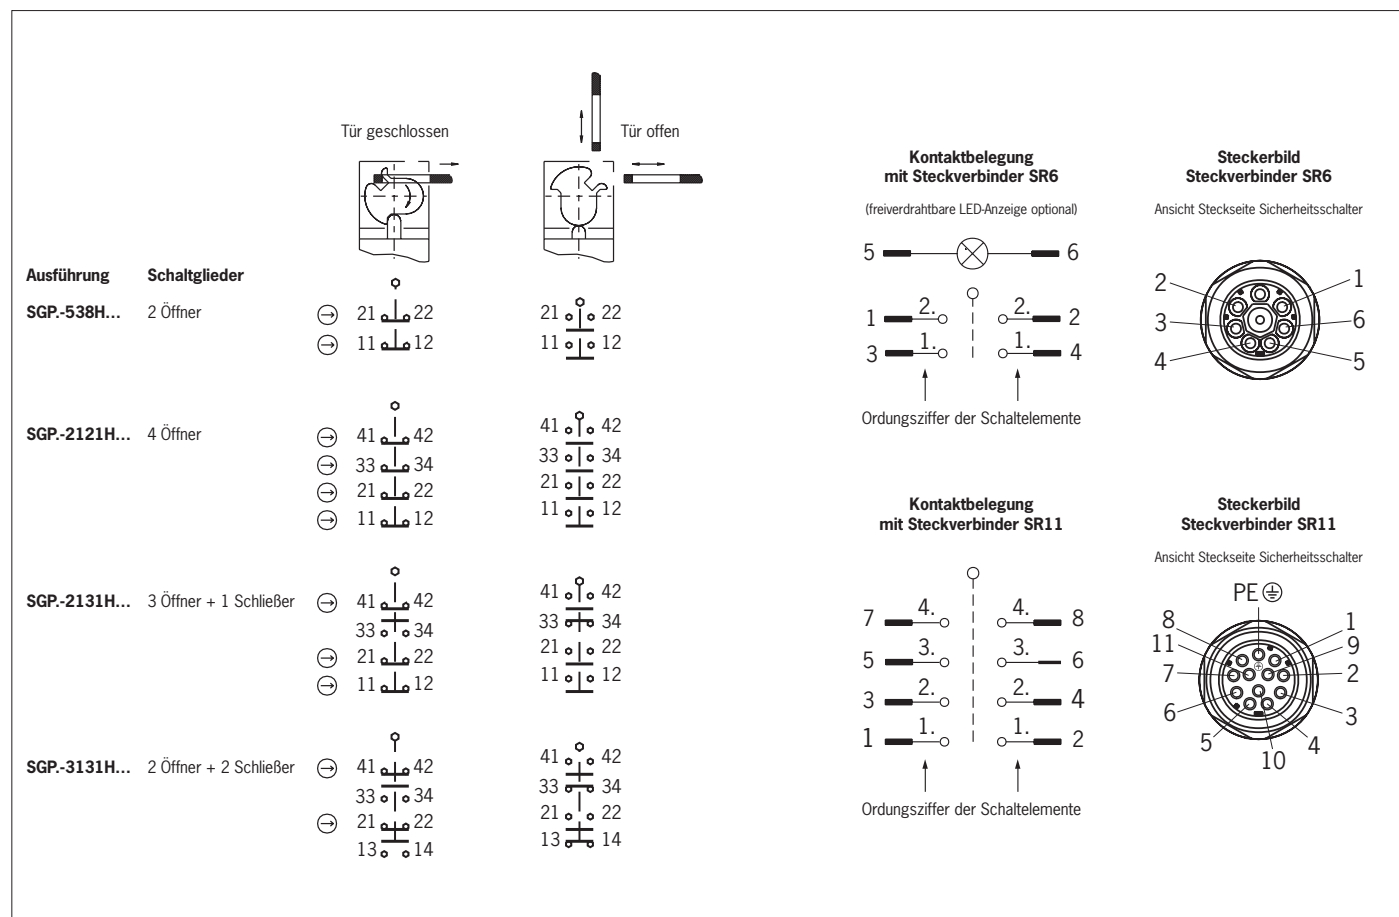 Tür geschlossen
Tür offen
Ausführung Schaltglieder
SGP.-538H... 2 Öffner
21 22
11 12
21 22
11 12
SGP.-2121H... 4 Öffner
41 42
33 34
21 22
11 12
41 42
33 34
21 22
11 12
SGP.-2131H... 3 Öffner + 1 Schließer
41 42
33 34
21 22
11 12
41 42
33 34
21 22
11 12
SGP.-3131H... 2 Öffner + 2 Schließer
41 42
33 34
21 22
13 14
41 42
33 34
21 22
13 14
Kontaktbelegung
mit Steckverbinder SR6
(freiverdrahtbare LED-Anzeige optional)
5 6
1 2. 2. 2
3 1. 1. 4
Ordungsziffer der Schaltelemente
Steckerbild
Steckverbinder SR6
Ansicht Steckseite Sicherheitsschalter
2 1
3 6
4 5
Kontaktbelegung
mit Steckverbinder SR11
7 4. 4. 8
5 3. 3. 6
3 2. 2. 4
1 1. 1. 2
Ordungsziffer der Schaltelemente
Steckerbild
Steckverbinder SR11
Ansicht Steckseite Sicherheitsschalter
PE
8 1
11 9
7 2
6 3
5 4
10